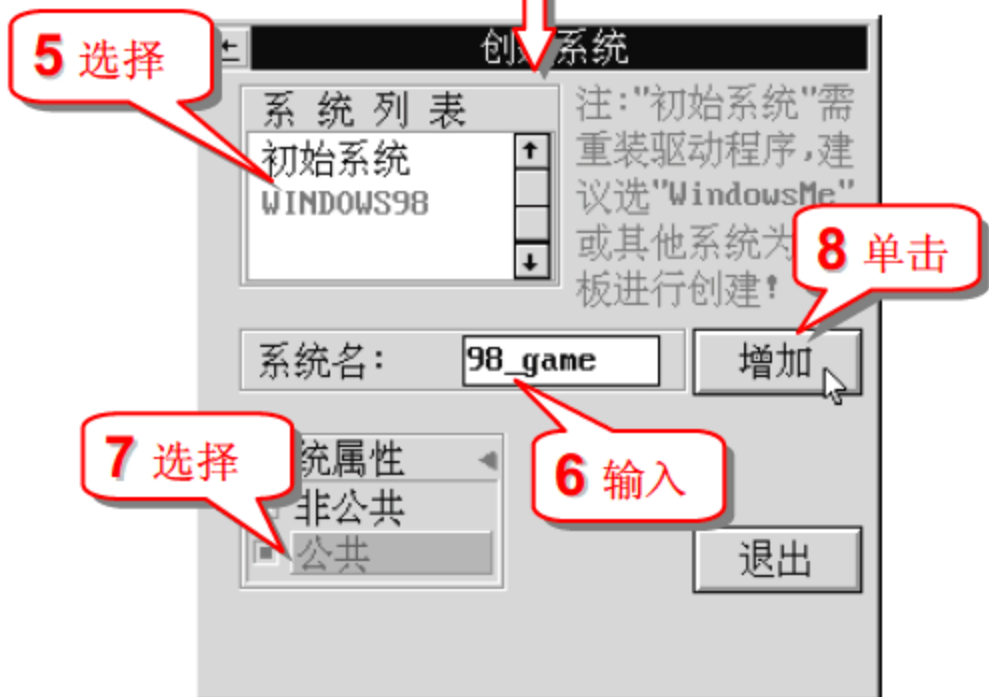 5 选择
创 系统
系 统 列 表
初始系统
WINDOWS98
注:"初始系统"需
重装驱动程序,建
议选"WindowsMe"
或其他系统为
板进行创建!
8 单击
系统名:
98_game
增加
7 选择
统属性
非公共
公共
6 输入
退出